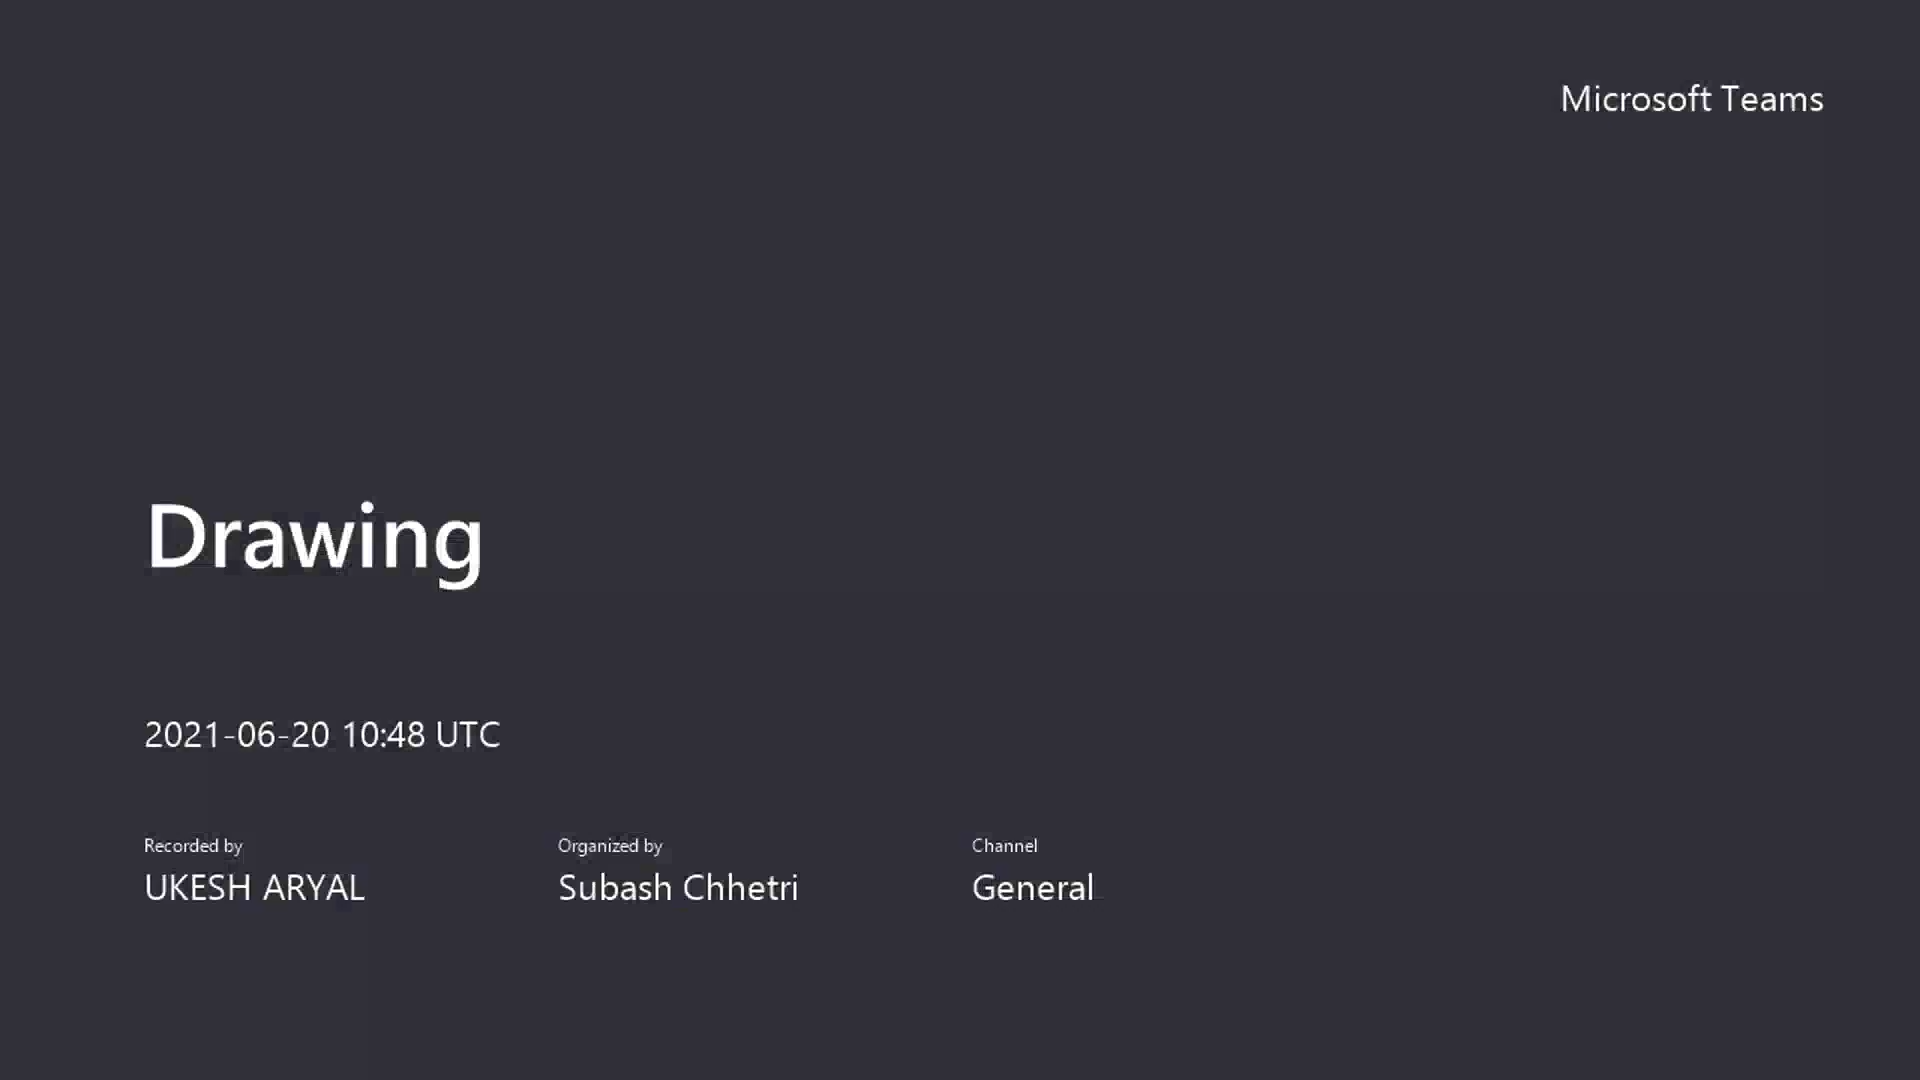 Microsoft Teams
Drawing
2021-06-20 10:48 UTC
Recorded by
UKESH ARYAL
Organized by
Subash Chhetri
Channel
General